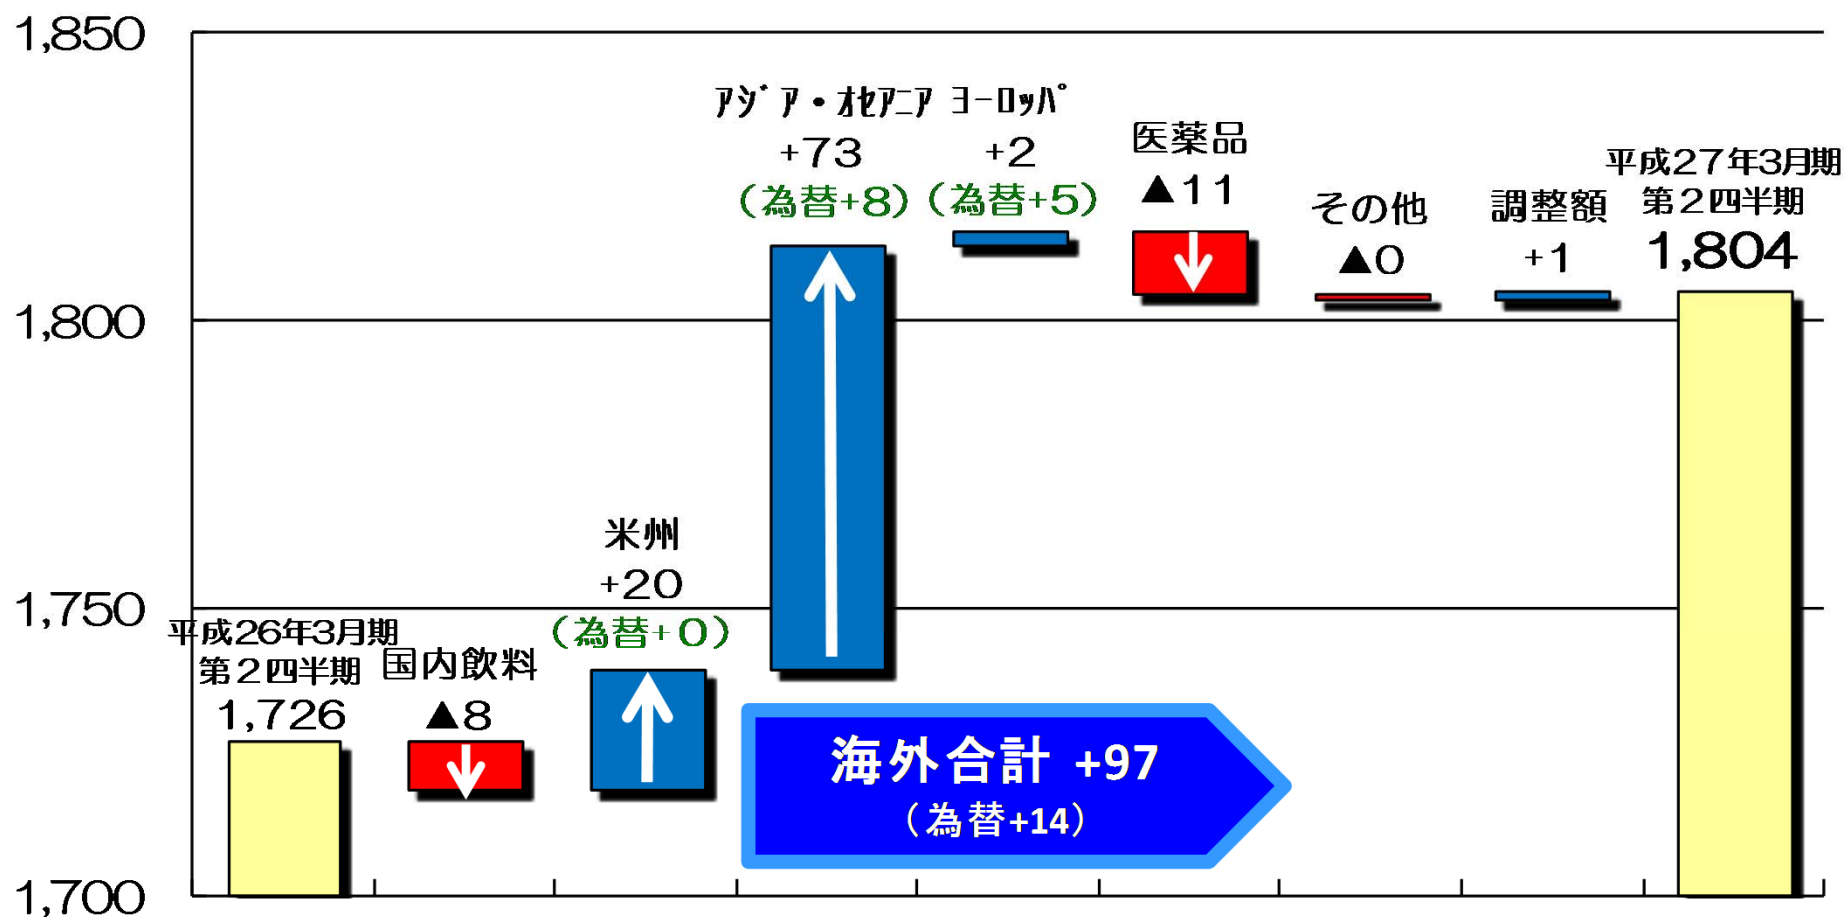 1,850
1,800
1,750
1,700
平成26年3月期
第2四半期
1,726
国内飲料
▲8
米州
+20
(為替+0)
ｱｼﾞｱ・ｵｾｱﾆｱ
+73
(為替+8)
ﾖｰﾛｯﾊﾟ
+2
(為替+5)
医薬品
▲11
その他
▲0
調整額
+1
平成27年3月期
第2四半期
1,804
海外合計 +97
(為替+14)